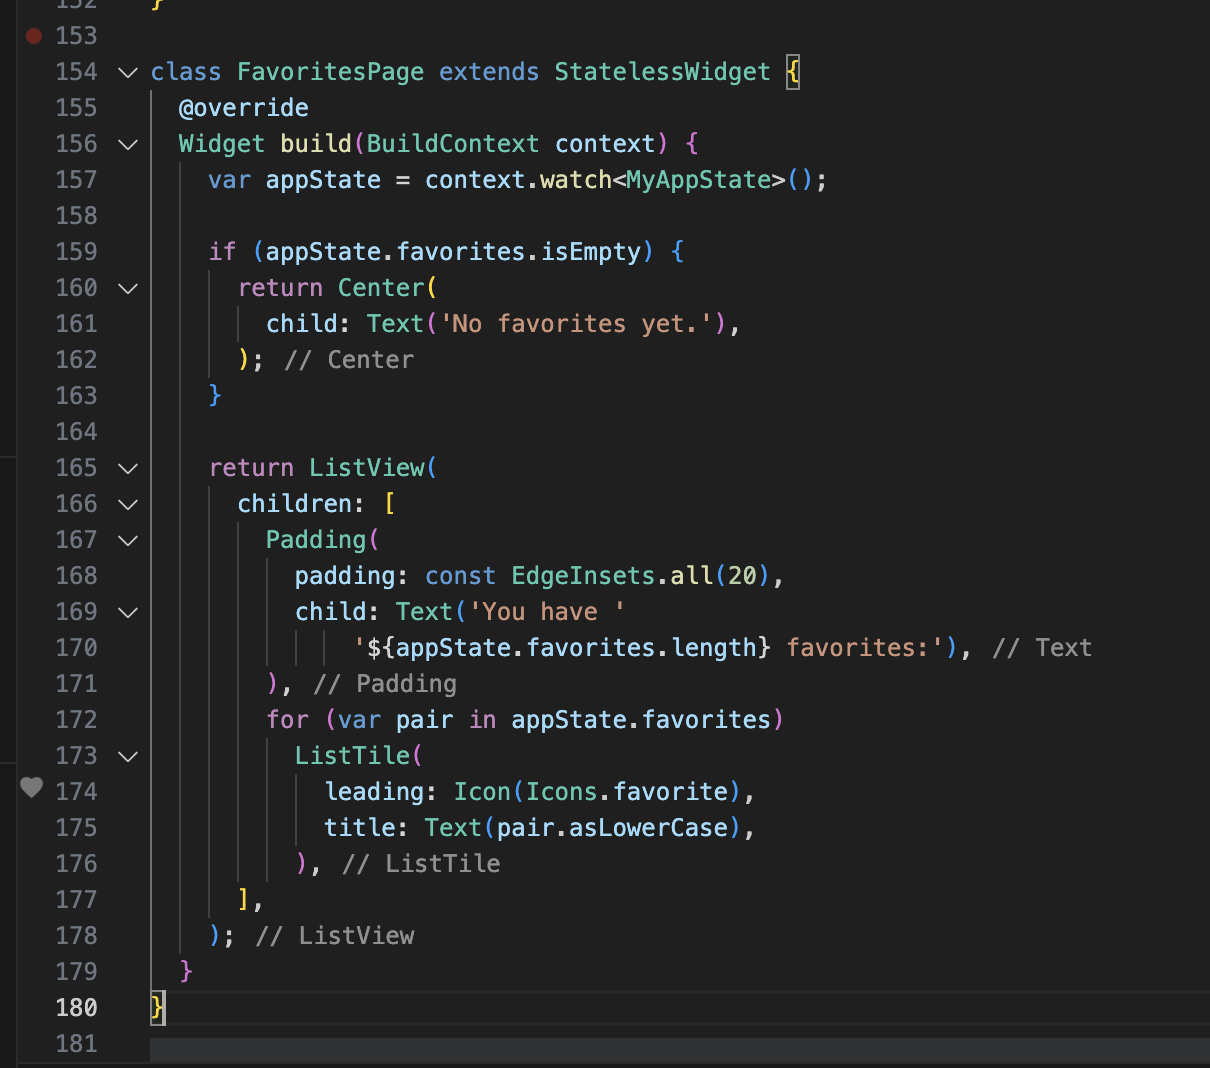 152 }
153
154 class FavoritesPage extends StatelessWidget {
155 @override
156 Widget build(BuildContext context) {
157 var appState = context.watch<MyAppState>();
158
159 if (appState.favorites.isEmpty) {
160 return Center(
161 child: Text('No favorites yet.'),
162 ); // Center
163 }
164
165 return ListView(
166 children: [
167 Padding(
168 padding: const EdgeInsets.all(20),
169 child: Text('You have '
170 '${appState.favorites.length} favorites:'), // Text
171 ), // Padding
172 for (var pair in appState.favorites)
173 ListTile(
174 leading: Icon(Icons.favorite),
175 title: Text(pair.asLowerCase),
176 ), // ListTile
177 ],
178 ); // ListView
179 }
180 }
181